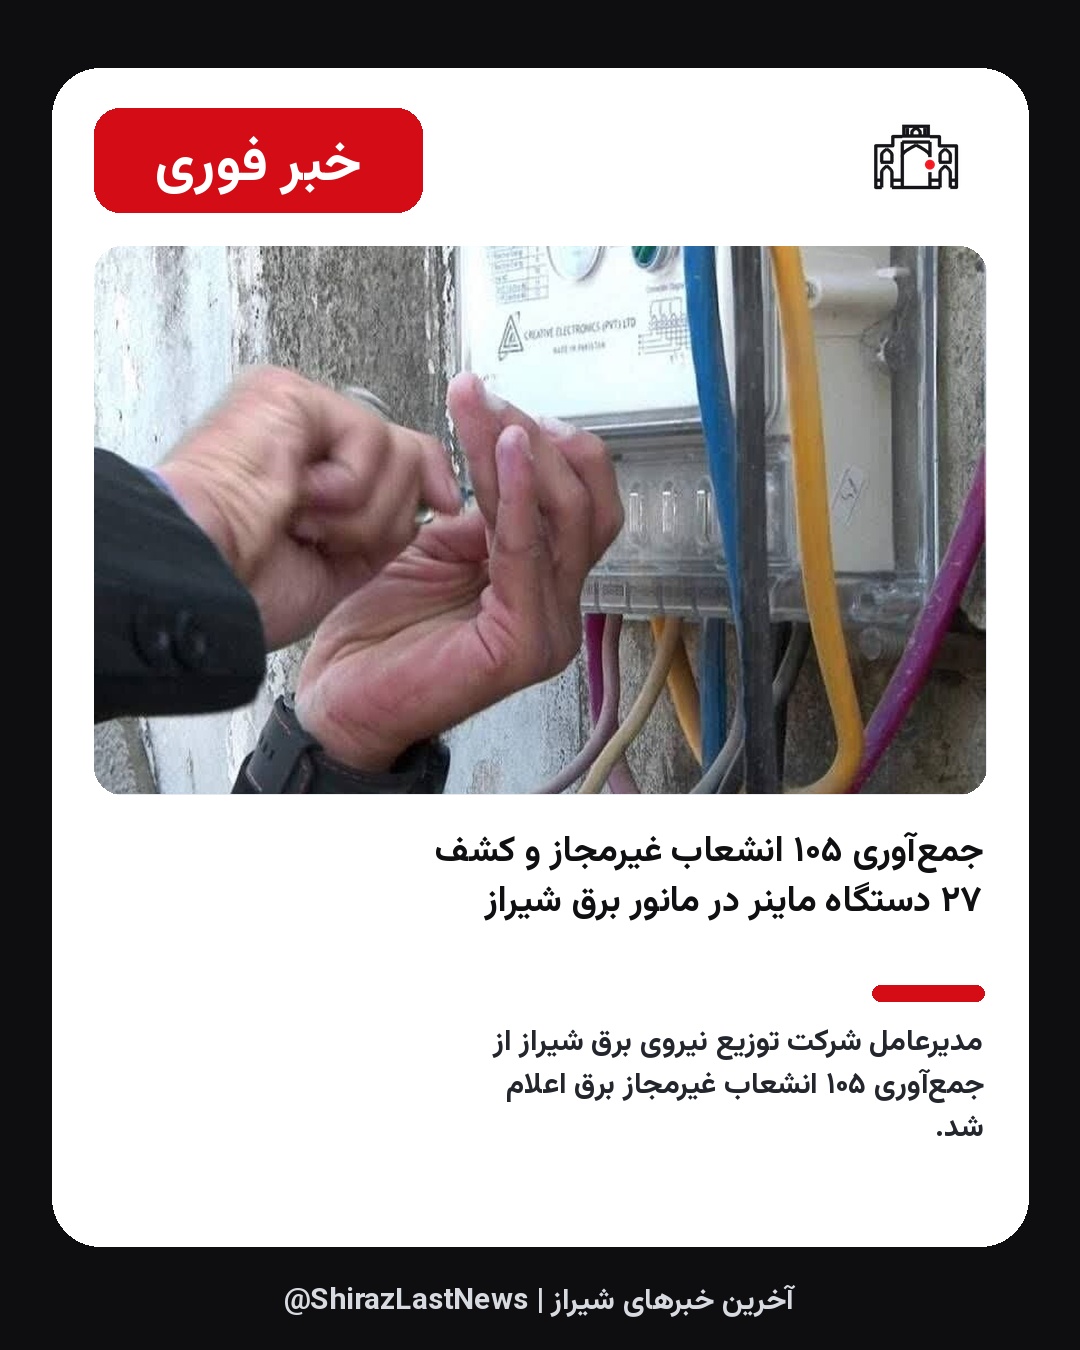 خبر فوری
CREATIVE ELECTRONICS (PVT) LTD
MADE IN PAKISTAN
جمع‌آوری ۱۰۵ انشعاب غیرمجاز و کشف
۲۷ دستگاه ماینر در مانور برق شیراز
مدیرعامل شرکت توزیع نیروی برق شیراز از
جمع‌آوری ۱۰۵ انشعاب غیرمجاز برق اعلام
شد.
آخرین خبرهای شیراز | @ShirazLastNews